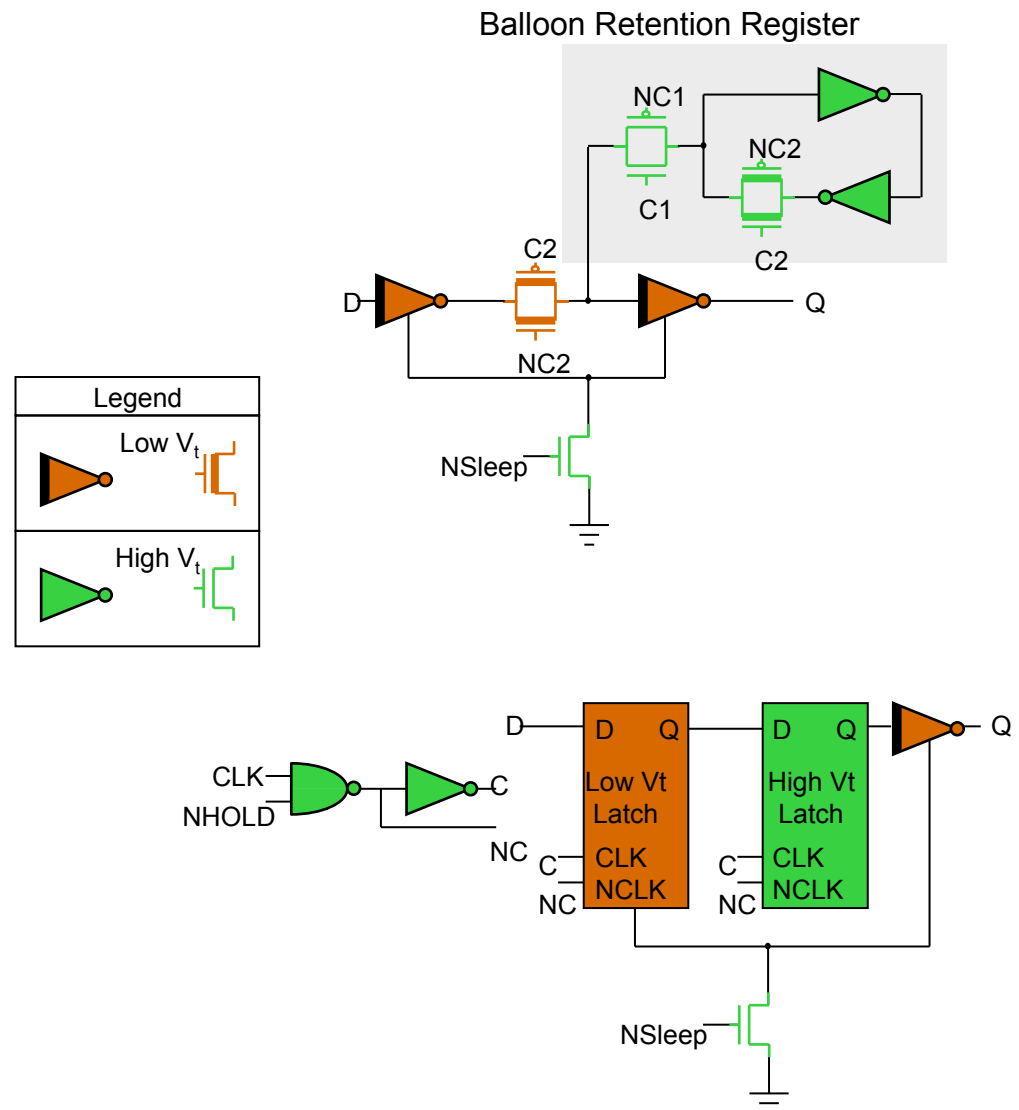 Balloon Retention Register
NC1
NC2
C1
C2
C2
D
Q
NC2
NSleep
Legend
Low Vt
High Vt
D
D Q
D Q
Q
CLK
NHOLD
C
NC
Low Vt
Latch
High Vt
Latch
C
CLK
NC
NCLK
C
CLK
NC
NCLK
NSleep